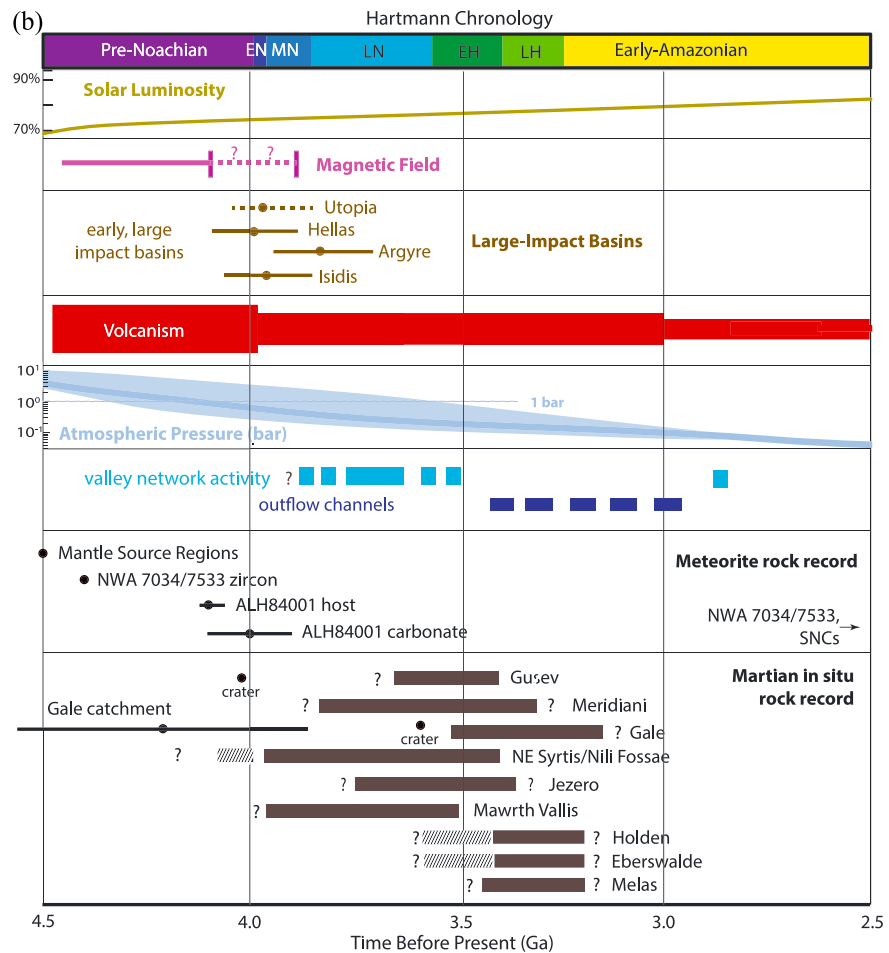 (b)
Hartmann Chronology
Pre-Noachian EN MN LN EH LH Early-Amazonian
90%
Solar Luminosity
70%
? ?
Magnetic Field
Utopia
early, large
impact basins
Hellas
Large-Impact Basins
Argyre
Isidis
Volcanism
10¹
10⁰
1 bar
10⁻¹
Atmospheric Pressure (bar)
valley network activity ?
outflow channels
Mantle Source Regions
Meteorite rock record
NWA 7034/7533 zircon
ALH84001 host
NWA 7034/7533,
SNCs
ALH84001 carbonate
Martian in situ
rock record
crater
? Gusev
Gale catchment
? ? Meridiani
crater
? Gale
? NE Syrtis/Nili Fossae
? ? Jezero
? Mawrth Vallis
? ? Holden
? ? Eberswalde
? ? Melas
4.5 4.0 3.5 3.0 2.5
Time Before Present (Ga)